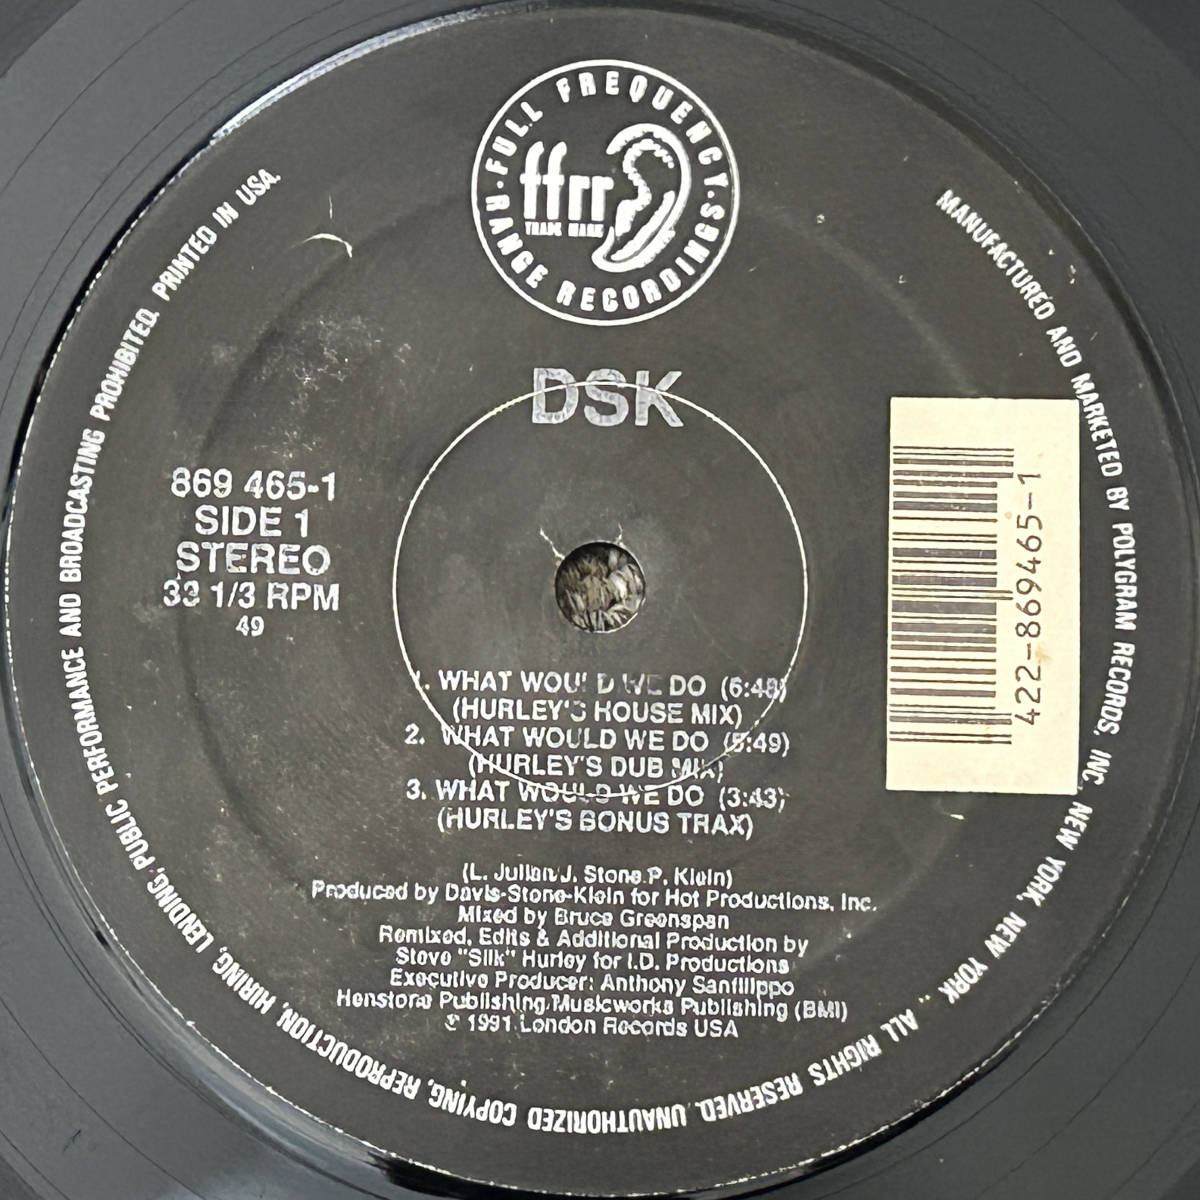 FULL FREQUENCY
RANGE RECORDINGS
ffrr
TRADE MARK
DSK
869 465-1
SIDE 1
STEREO
33 1/3 RPM
49
422-869465-1
1. WHAT WOULD WE DO (6:48)
(HURLEY'S HOUSE MIX)
2. WHAT WOULD WE DO (5:49)
(HURLEY'S DUB MIX)
3. WHAT WOULD WE DO (3:43)
(HURLEY'S BONUS TRAX)
(L. Julian/J. Stone/P. Klein)
Produced by Davis-Stone-Klein for Hot Productions, Inc.
Mixed by Bruce Greenspan
Remixed, Edits & Additional Production by
Steve "Silk" Hurley for I.D. Productions
Executive Producer: Anthony Sanfilippo
Henstone Publishing/Musicworks Publishing (BMI)
℗ 1991 London Records USA
MANUFACTURED AND MARKETED BY POLYGRAM RECORDS, INC., NEW YORK, NEW YORK.. ALL RIGHTS RESERVED. UNAUTHORIZED COPYING, REPRODUCTION, HIRING, LENDING, PUBLIC PERFORMANCE AND BROADCASTING PROHIBITED. PRINTED IN USA.